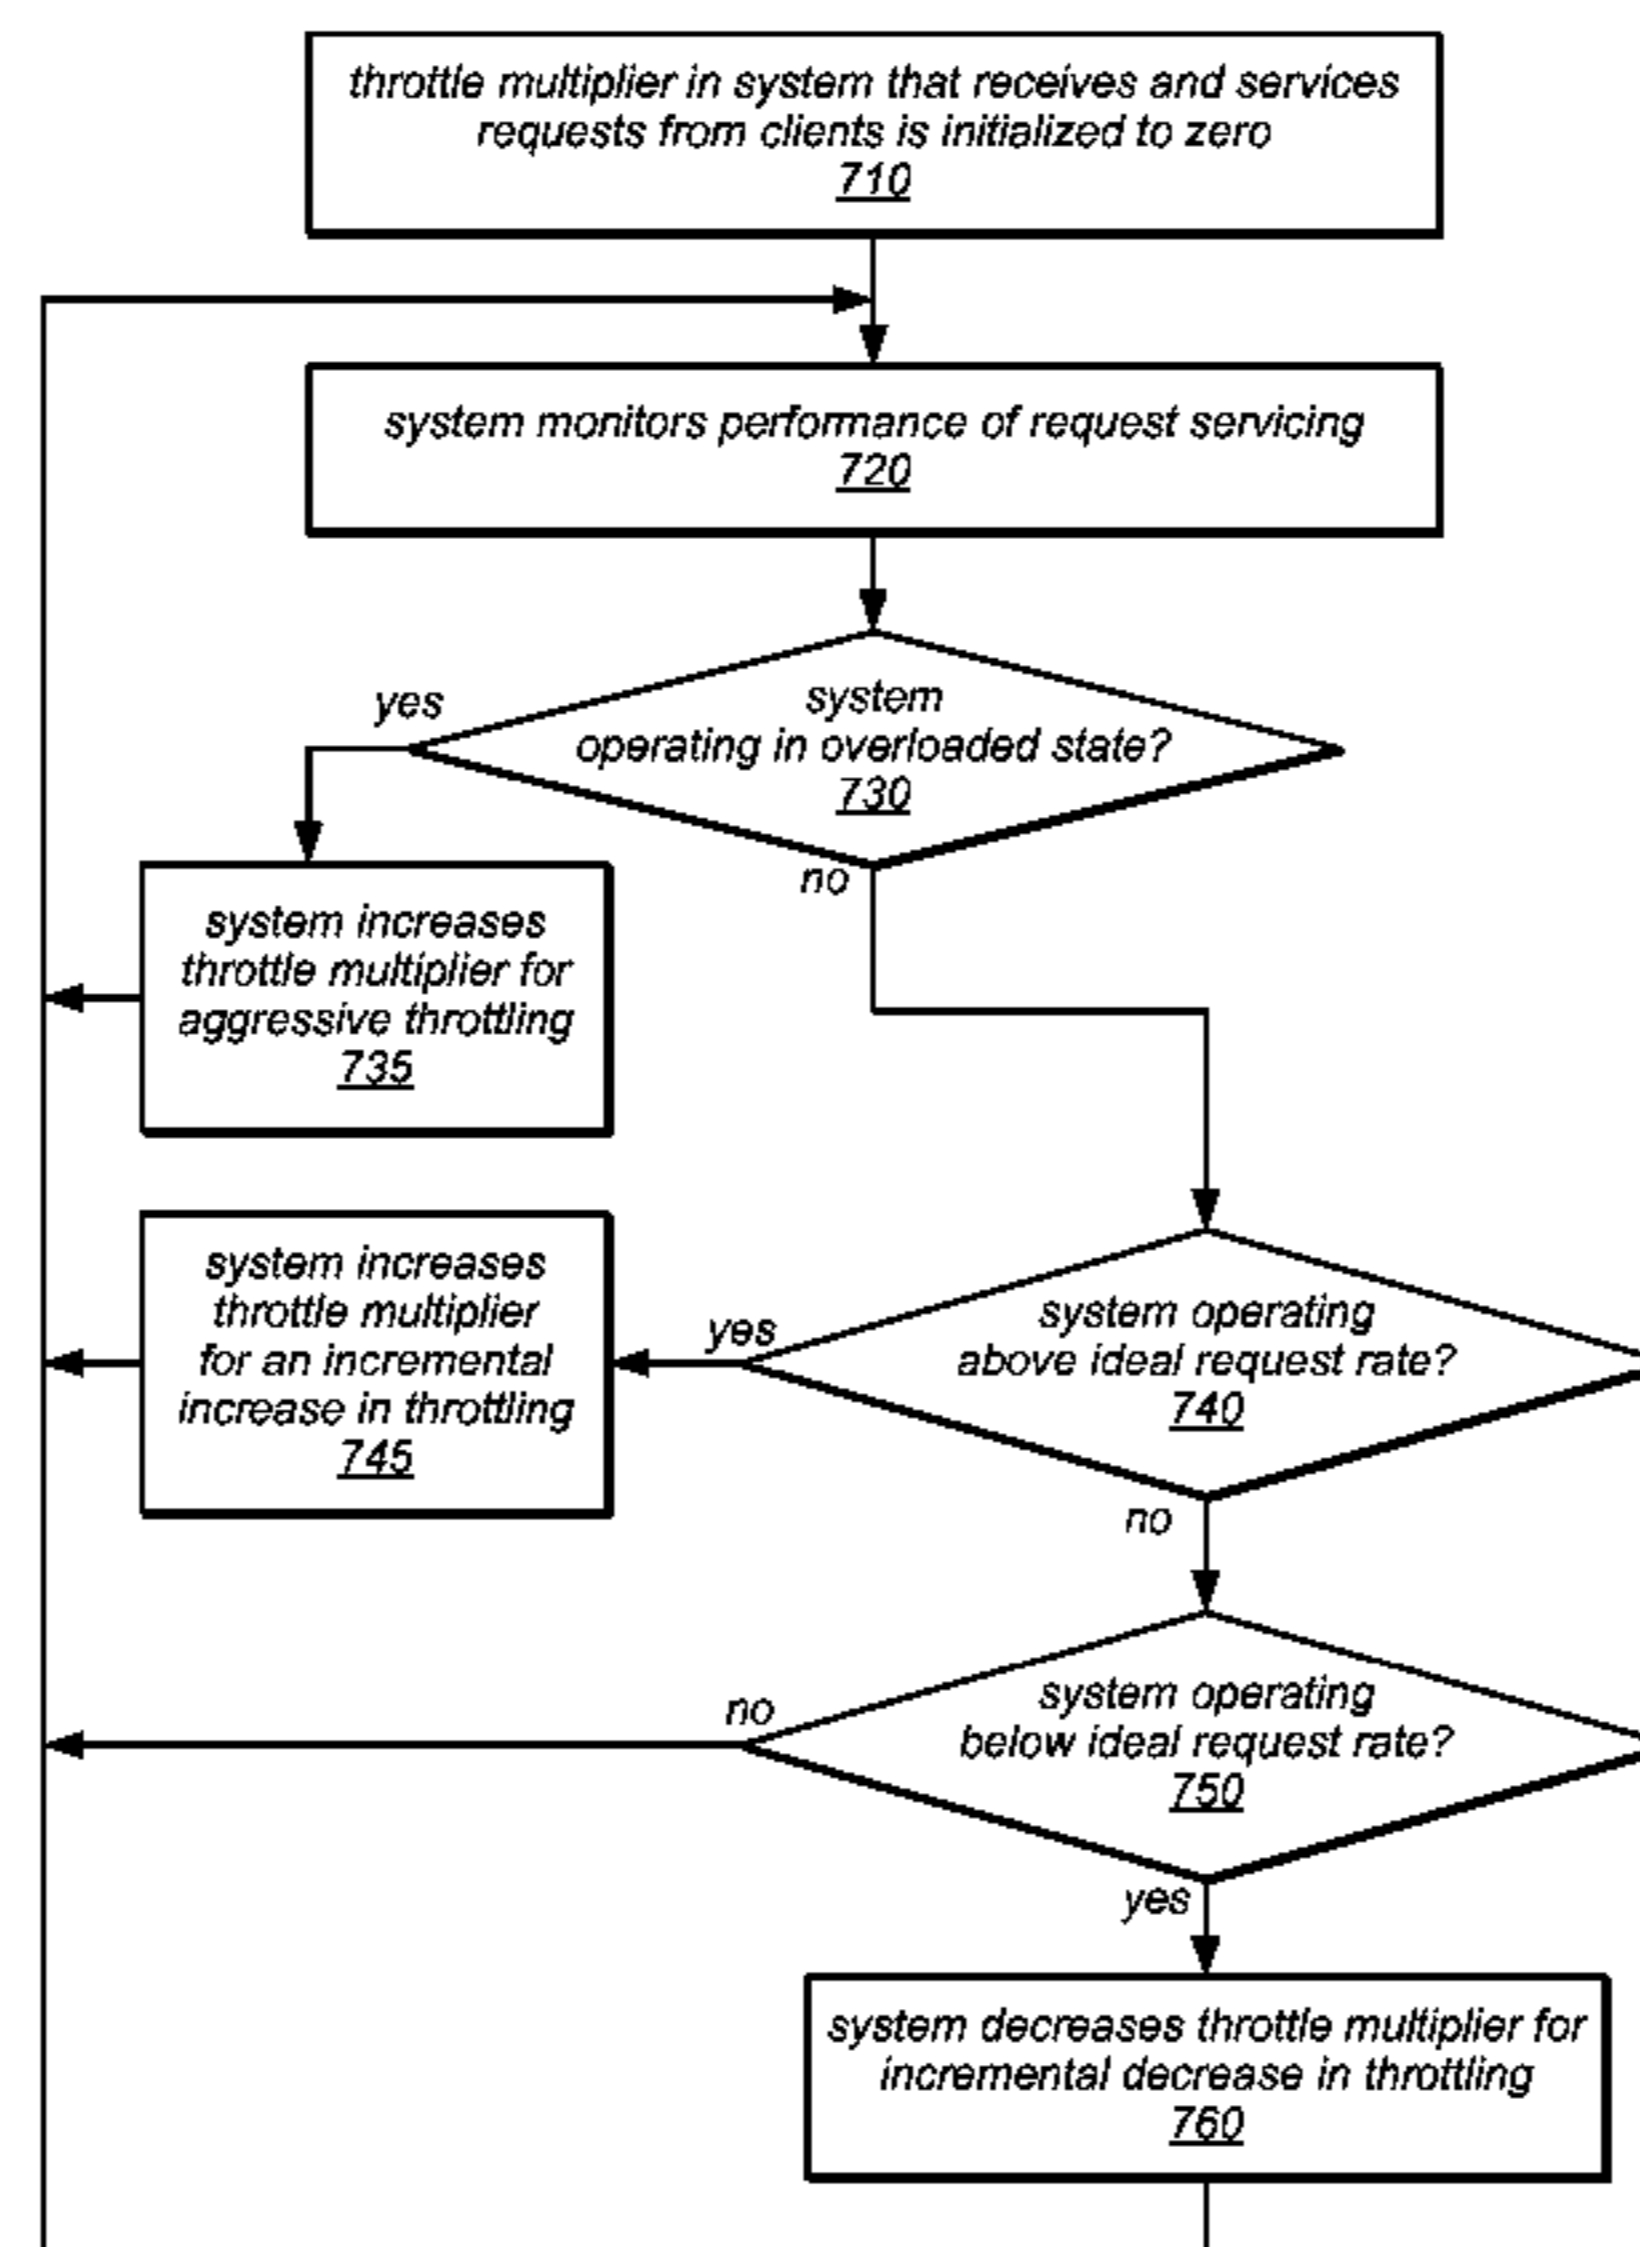 throttle multiplier in system that receives and services
requests from clients is initialized to zero
710
system monitors performance of request servicing
720
yes
system
operating in overloaded state?
730
no
system increases
throttle multiplier for
aggressive throttling
735
system increases
throttle multiplier
for an incremental
increase in throttling
745
yes
system operating
above ideal request rate?
740
no
no
system operating
below ideal request rate?
750
yes
system decreases throttle multiplier for
incremental decrease in throttling
760